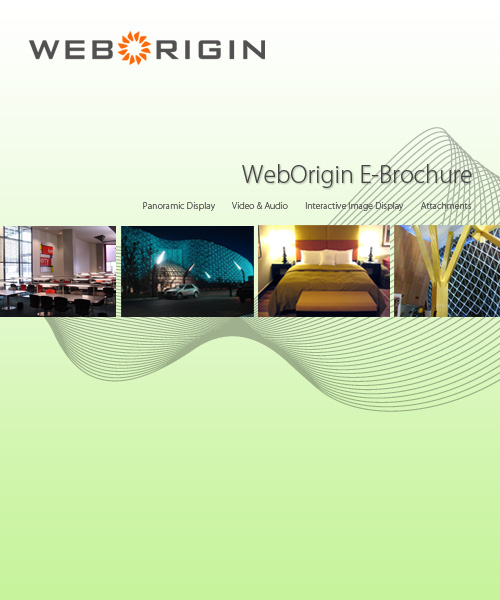 WEBORIGIN
WebOrigin E-Brochure
Panoramic Display Video & Audio Interactive Image Display Attachments